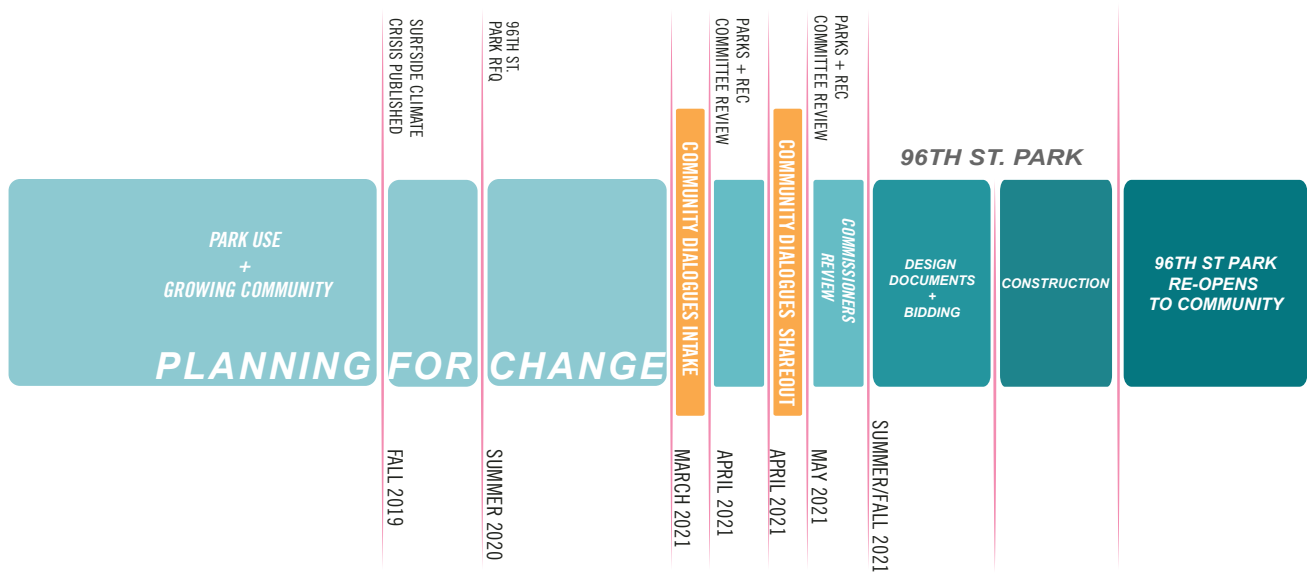 SURFSIDE CLIMATE
CRISIS PUBLISHED
96TH ST.
PARK RFQ
PARKS + REC
COMMITTEE REVIEW
PARKS + REC
COMMITTEE REVIEW
96TH ST. PARK
PARK USE
+
GROWING COMMUNITY
PLANNING FOR CHANGE
COMMUNITY DIALOGUES INTAKE
COMMUNITY DIALOGUES SHAREOUT
COMMISSIONERS
REVIEW
DESIGN
DOCUMENTS
+
BIDDING
CONSTRUCTION
96TH ST PARK
RE-OPENS
TO COMMUNITY
FALL 2019
SUMMER 2020
MARCH 2021
APRIL 2021
APRIL 2021
MAY 2021
SUMMER/FALL 2021